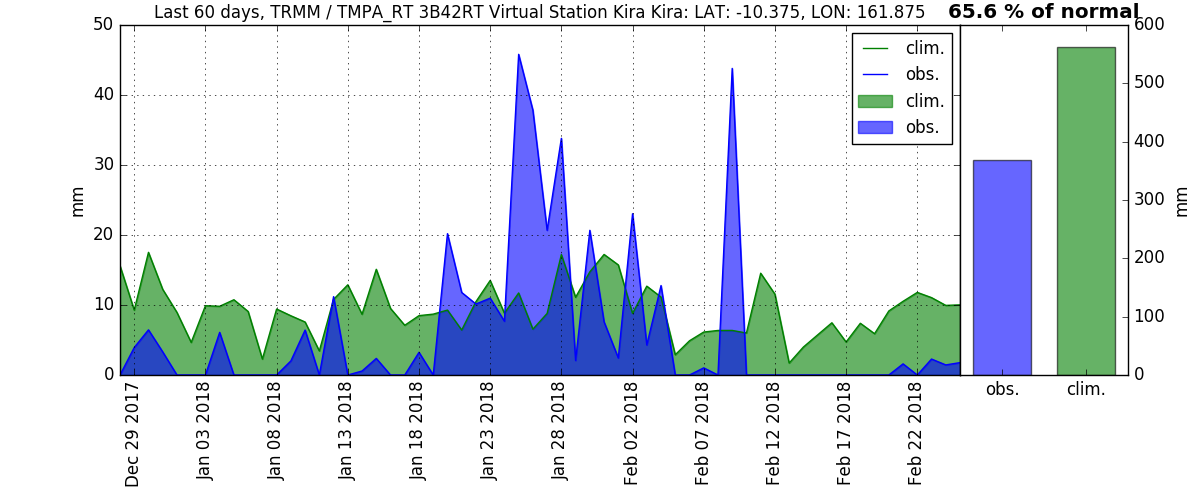 Last 60 days, TRMM / TMPA_RT 3B42RT Virtual Station Kira Kira: LAT: -10.375, LON: 161.875
65.6 % of normal
50
40
30
20
10
0
mm
clim.
obs.
clim.
obs.
600
500
400
300
200
100
0
mm
Dec 29 2017
Jan 03 2018
Jan 08 2018
Jan 13 2018
Jan 18 2018
Jan 23 2018
Jan 28 2018
Feb 02 2018
Feb 07 2018
Feb 12 2018
Feb 17 2018
Feb 22 2018
obs.
clim.